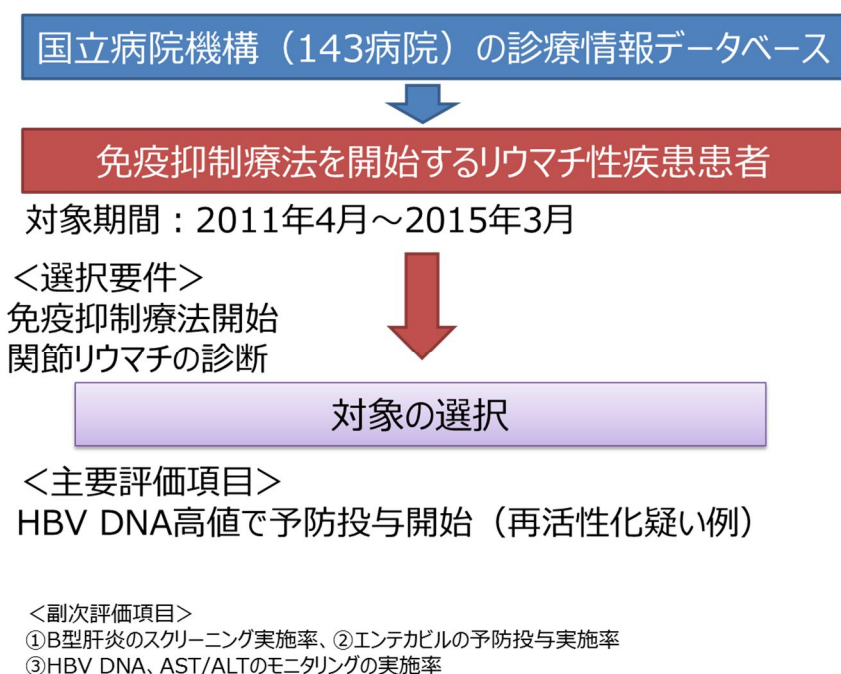 国立病院機構（143病院）の診療情報データベース
免疫抑制療法を開始するリウマチ性疾患患者
対象期間：2011年4月～2015年3月
＜選択要件＞
免疫抑制療法開始
関節リウマチの診断
対象の選択
＜主要評価項目＞
HBV DNA高値で予防投与開始（再活性化疑い例）
＜副次評価項目＞
①B型肝炎のスクリーニング実施率、②エンテカビルの予防投与実施率
③HBV DNA、AST/ALTのモニタリングの実施率